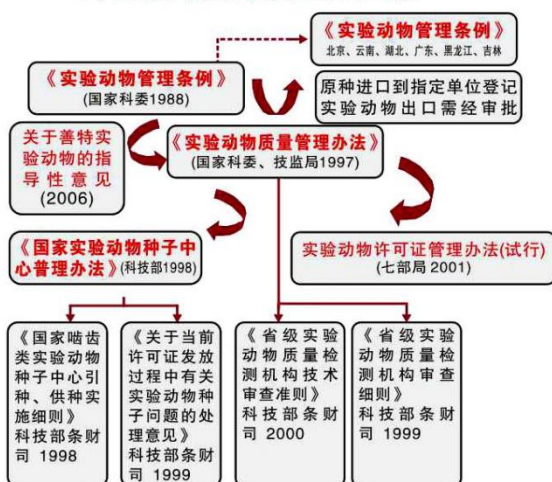 《实验动物管理条例》
北京、云南、湖北、广东、黑龙江、吉林
《实验动物管理条例》
(国家科委1988)
原种进口到指定单位登记
实验动物出口需经审批
关于善特实
验动物的指
导性意见
(2006)
《实验动物质量管理办法》
(国家科委、技监局1997)
《国家实验动物种子中
心普理办法》(科技部1998)
实验动物许可证管理办法(试行)
(七部局 2001)
《国家啮齿
类实验动物
种子中心引
种、供种实
施细则》
科技部条财
司 1998
《关于当前
许可证发放
过程中有关
实验动物种
子问题的处
理意见》
科技部条财
司 1999
《省级实验
动物质量检
测机构技术
审查准则》
科技部条财
司 2000
《省级实验
动物质量检
测机构审查
细则》
科技部条财
司 1999